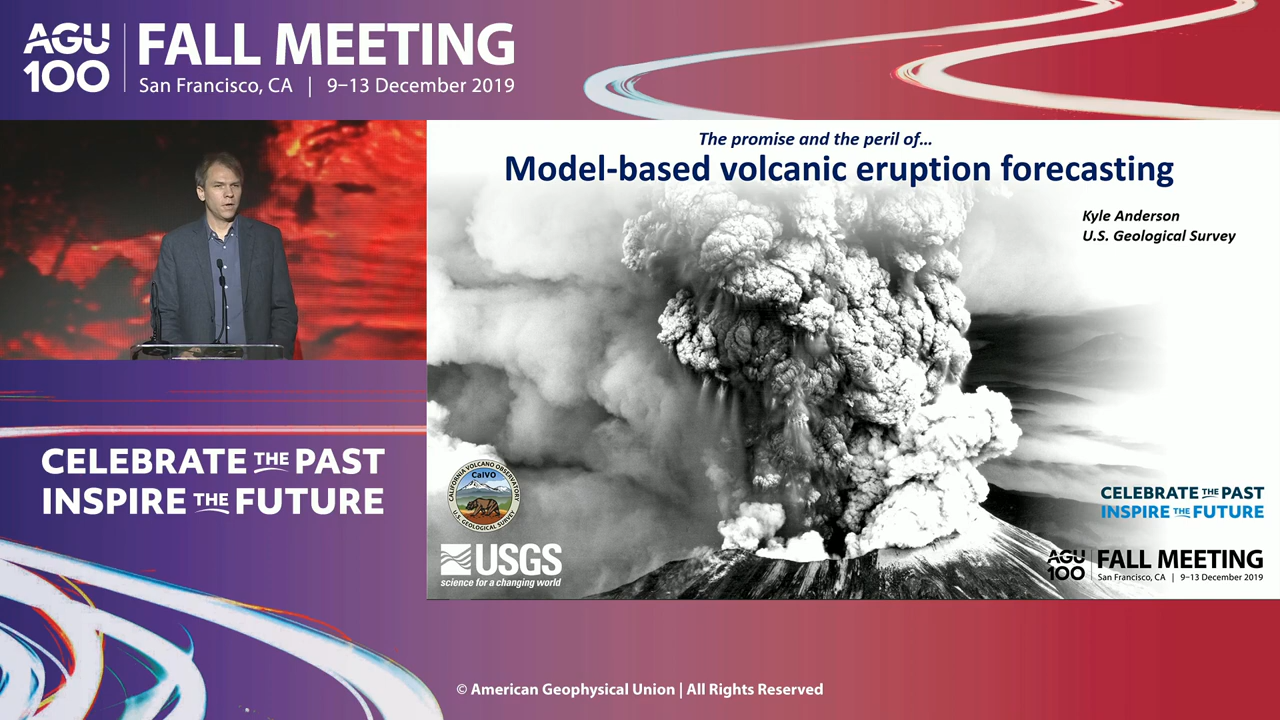 AGU
100
FALL MEETING
San Francisco, CA | 9–13 December 2019
The promise and the peril of…
Model-based volcanic eruption forecasting
Kyle Anderson
U.S. Geological Survey
CELEBRATE THE PAST
INSPIRE THE FUTURE
CALIFORNIA VOLCANO OBSERVATORY
CalVO
U.S. GEOLOGICAL SURVEY
USGS
science for a changing world
CELEBRATE THE PAST
INSPIRE THE FUTURE
AGU
100
FALL MEETING
San Francisco, CA | 9–13 December 2019
© American Geophysical Union | All Rights Reserved